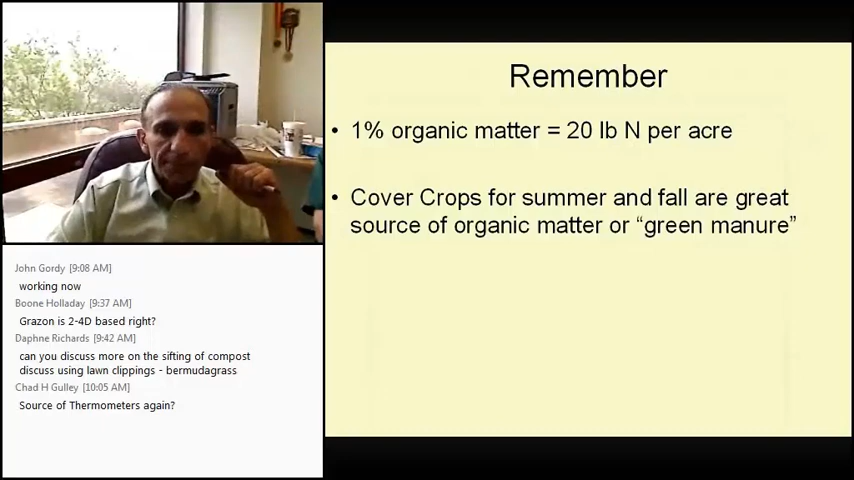 Remember
• 1% organic matter = 20 lb N per acre
• Cover Crops for summer and fall are great
source of organic matter or “green manure”
John Gordy [9:08 AM]
working now
Boone Holladay [9:37 AM]
Grazon is 2-4D based right?
Daphne Richards [9:42 AM]
can you discuss more on the sifting of compost
discuss using lawn clippings - bermudagrass
Chad H Gulley [10:05 AM]
Source of Thermometers again?